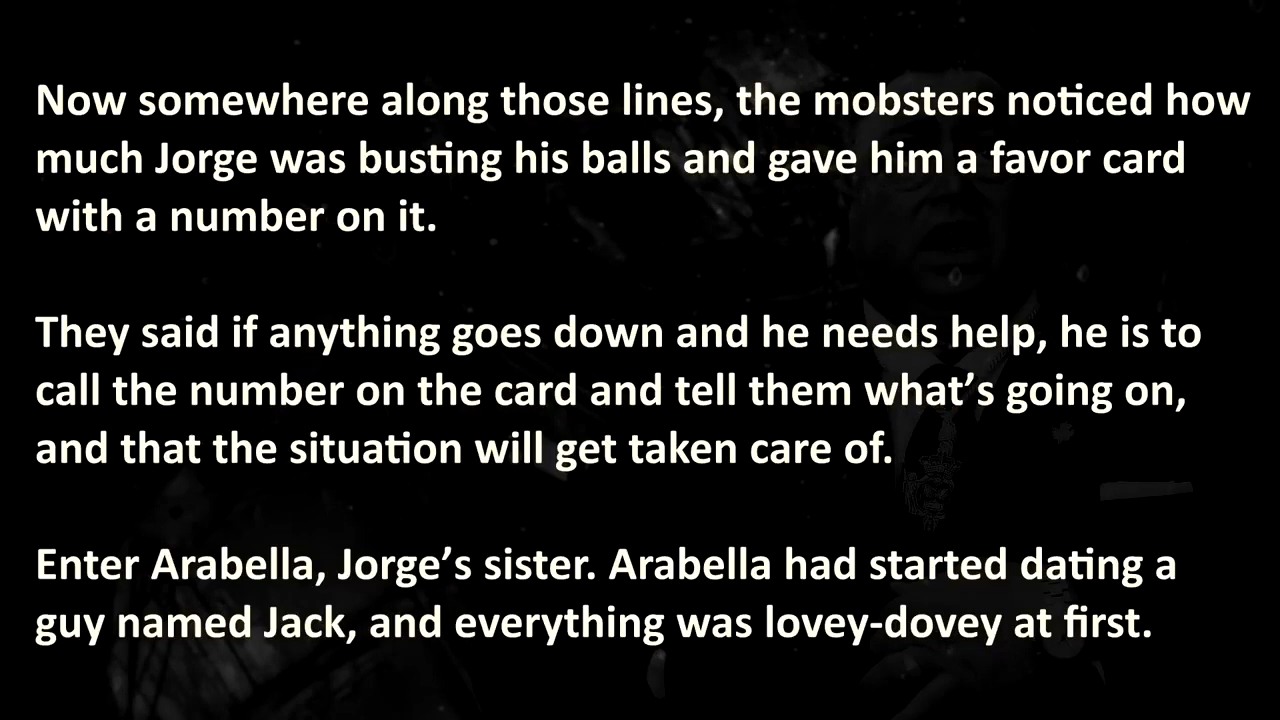 Now somewhere along those lines, the mobsters noticed how
much Jorge was busting his balls and gave him a favor card
with a number on it.
They said if anything goes down and he needs help, he is to
call the number on the card and tell them what’s going on,
and that the situation will get taken care of.
Enter Arabella, Jorge’s sister. Arabella had started dating a
guy named Jack, and everything was lovey-dovey at first.